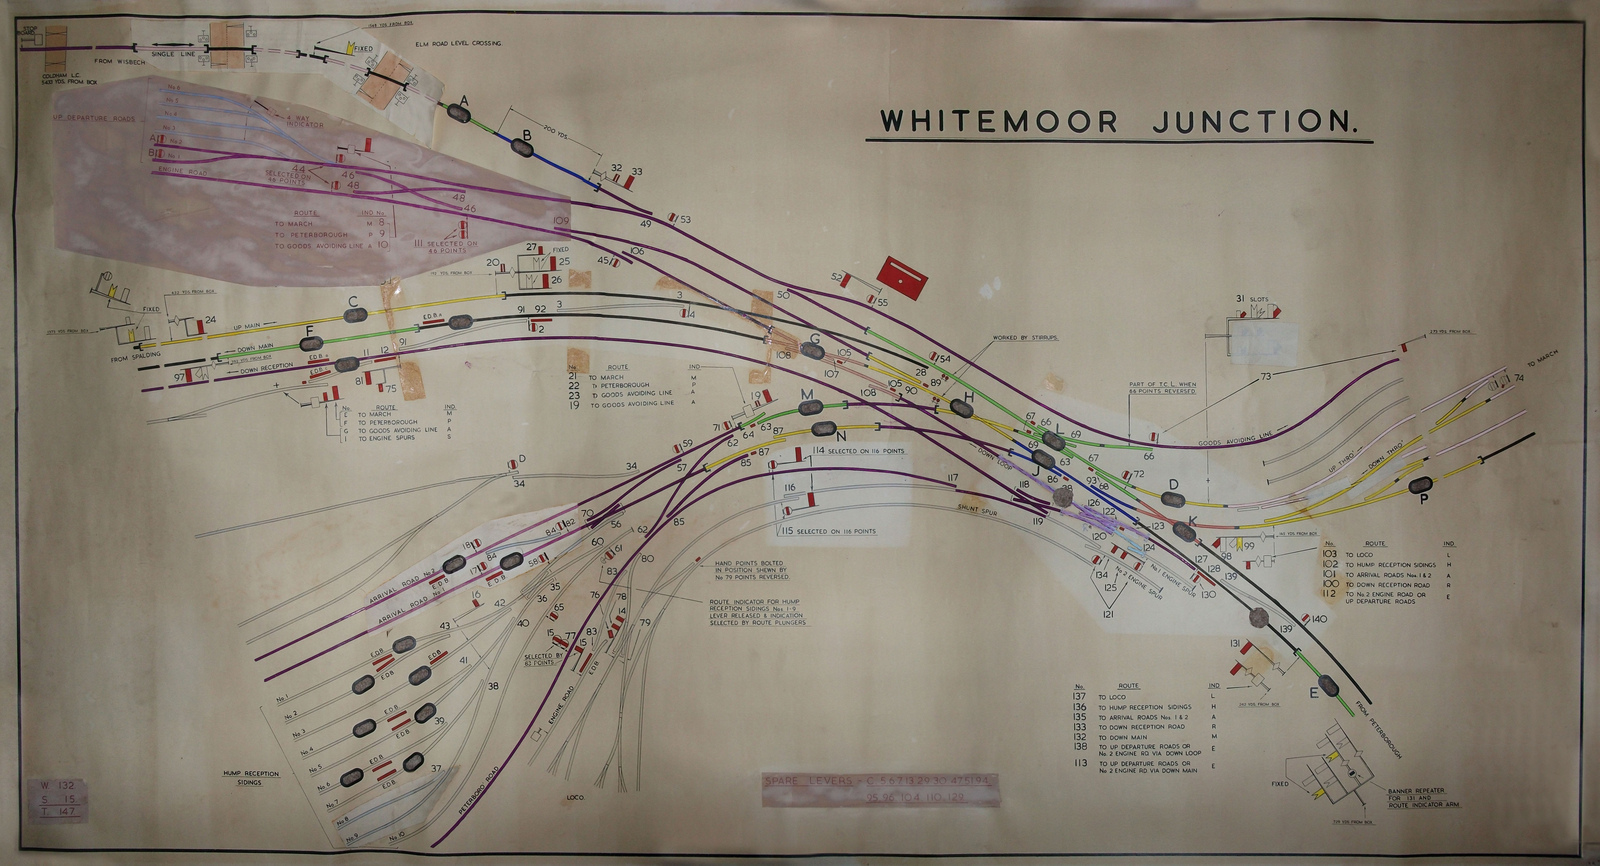 WHITEMOOR JUNCTION.
STOP BOARD
COLDHAM L.C.
5403 YDS. FROM BOX
FROM WISBECH
SINGLE LINE
FIXED
ELM ROAD LEVEL CROSSING.
A
B
200 YDS.
32 33
53
49
UP DEPARTURE ROADS
No.6
No.5
No.4
No.3
No.2
No.1
ENGINE ROAD
4 WAY
INDICATOR
44
SELECTED ON
48 POINTS
46
48
48
46
109
ROUTE IND No.
TO MARCH M 8
TO PETERBOROUGH P 9
TO GOODS AVOIDING LINE A 10
111 SELECTED ON
46 POINTS
45
106
27 FIXED
20
25
26
FIXED
24
C
UP MAIN
F
DOWN MAIN
FROM SPALDING
DOWN RECEPTION
97
E.D.B.
E.D.B.
E.D.B.
11 12
91
81 75
91 92
2
3
3
4
No. ROUTE IND.
E TO MARCH M
F TO PETERBOROUGH P
G TO GOODS AVOIDING LINE A
I TO ENGINE SPURS S
ROUTE IND
21 TO MARCH M
22 TO PETERBOROUGH P
23 TO GOODS AVOIDING LINE A
19 TO GOODS AVOIDING LINE A
19
50
52
55
G
108
105
107
108
105
90
28
89
54
WORKED BY STIRRUPS.
H
M
N
71
62
64
63
87
87
85
59
57
D
34
34
114 SELECTED ON 116 POINTS
116
115 SELECTED ON 116 POINTS
117
118
119
SHUNT SPUR
DOWN LOOP
67
66
69
L
69
63
67
J
86
93
68
72
126
122
123
120
124
134
125
121
No 2 ENGINE SPUR
No.1 ENGINE SPUR
127
128
130
139
98
99
D
K
66
31 SLOTS
PART OF T.C. L. WHEN
66 POINTS REVERSED.
73
GOODS AVOIDING LINE
UP THRO'
DOWN THRO'
74
TO MARCH
P
No. ROUTE IND.
103 TO LOCO L
102 TO HUMP RECEPTION SIDINGS H
101 TO ARRIVAL ROADS Nos. 1 & 2 A
100 TO DOWN RECEPTION ROAD R
112 TO No.2 ENGINE ROAD OR
UP DEPARTURE ROADS E
139
140
131
E
FROM PETERBOROUGH
No. ROUTE IND
137 TO LOCO L
136 TO HUMP RECEPTION SIDINGS H
135 TO ARRIVAL ROADS Nos. 1 & 2 A
133 TO DOWN RECEPTION ROAD R
132 TO DOWN MAIN M
138 TO UP DEPARTURE ROADS OR
No.2 ENGINE RD. VIA DOWN LOOP E
113 TO UP DEPARTURE ROADS OR
No 2 ENGINE RD. VIA DOWN MAIN E
FIXED
BANNER REPEATER.
FOR 131 AND
ROUTE INDICATOR ARM.
HAND POINTS BOLTED
IN POSITION SHEWN BY
No 79 POINTS REVERSED.
ROUTE INDICATOR FOR HUMP
RECEPTION SIDINGS Nos 1-9.
LEVER RELEASED & INDICATION
SELECTED BY ROUTE PLUNGERS
70
56
82
84
85
80
62
60
61
83
58
84
18
17
16
42
35
36
65
40
76
78
14
79
83
15
77
SELECTED BY
63 POINTS
ARRIVAL ROAD No.2
ARRIVAL ROAD No.1
E.D.B
E.D.B
43
41
38
39
37
E.D.B
E.D.B
E.D.B
E.D.B
No.1
No.2
No.3
No.4
No.5
No.6
No.7
No.8
No.9
No.10
HUMP RECEPTION
SIDINGS
ENGINE ROAD
PETERBORO' ROAD
LOCO.
W 132
S 15
T. 147
SPARE LEVERS - G. 5 6 7 13 29 30 47 51 94
95 96 104 110 129